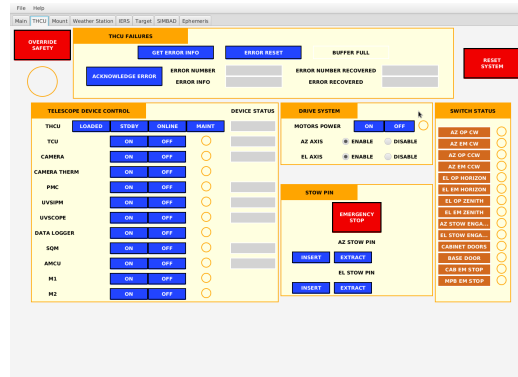 File Help
Main THCU Mount Weather Station IERS Target SIMBAD Ephemeris
OVERRIDE
SAFETY
THCU FAILURES
GET ERROR INFO ERROR RESET BUFFER FULL
ACKNOWLEDGE ERROR
ERROR NUMBER ERROR NUMBER RECOVERED
ERROR INFO ERROR RECOVERED
RESET
SYSTEM
TELESCOPE DEVICE CONTROL DEVICE STATUS
THCU LOADED STDBY ONLINE MAINT
TCU ON OFF
CAMERA ON OFF
CAMERA THERM ON OFF
PMC ON OFF
UVSIPM ON OFF
UVSCOPE ON OFF
DATA LOGGER ON OFF
SQM ON OFF
AMCU ON OFF
M1 ON OFF
M2 ON OFF
DRIVE SYSTEM
MOTORS POWER ON OFF
AZ AXIS ENABLE DISABLE
EL AXIS ENABLE DISABLE
STOW PIN
EMERGENCY
STOP
AZ STOW PIN
INSERT EXTRACT
EL STOW PIN
INSERT EXTRACT
SWITCH STATUS
AZ OP CW
AZ EM CW
AZ OP CCW
AZ EM CCW
EL OP HORIZON
EL EM HORIZON
EL OP ZENITH
EL EM ZENITH
AZ STOW ENGA...
EL STOW ENGA...
CABINET DOORS
BASE DOOR
CAB EM STOP
MPB EM STOP